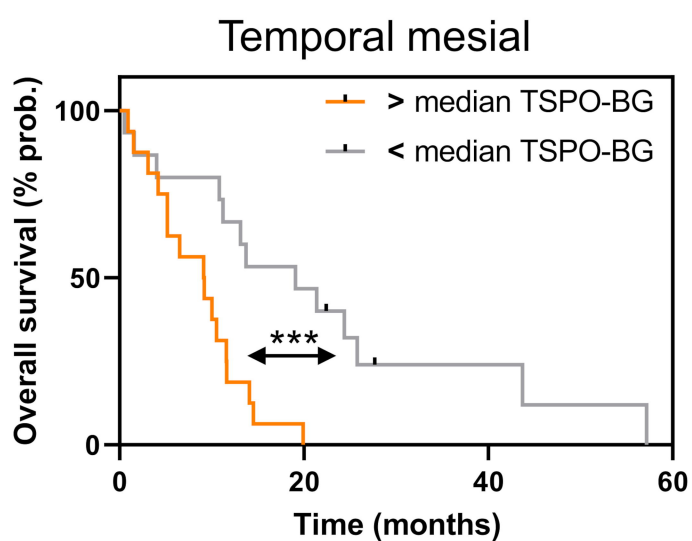 Temporal mesial
> median TSPO-BG
< median TSPO-BG
Overall survival (% prob.)
100
50
0
***
0 20 40 60
Time (months)